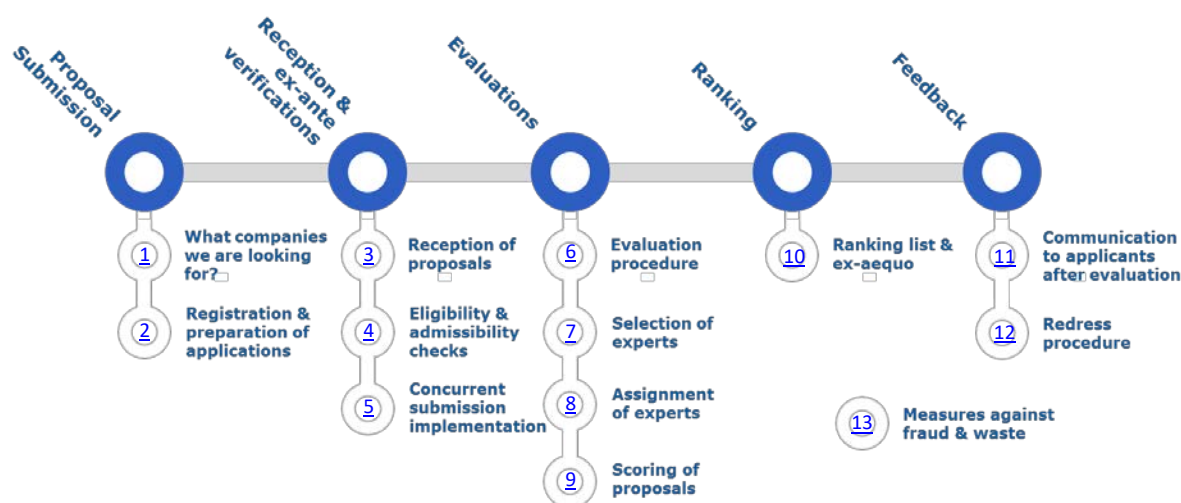 Proposal
Submission
Reception &
ex-ante
verifications
Evaluations
Ranking
Feedback
1
What companies
we are looking
for?
2
Registration &
preparation of
applications
3
Reception of
proposals
4
Eligibility &
admissibility
checks
5
Concurrent
submission
implementation
6
Evaluation
procedure
7
Selection of
experts
8
Assignment
of experts
9
Scoring of
proposals
10
Ranking list &
ex-aequo
11
Communication
to applicants
after evaluation
12
Redress
procedure
13
Measures against
fraud & waste